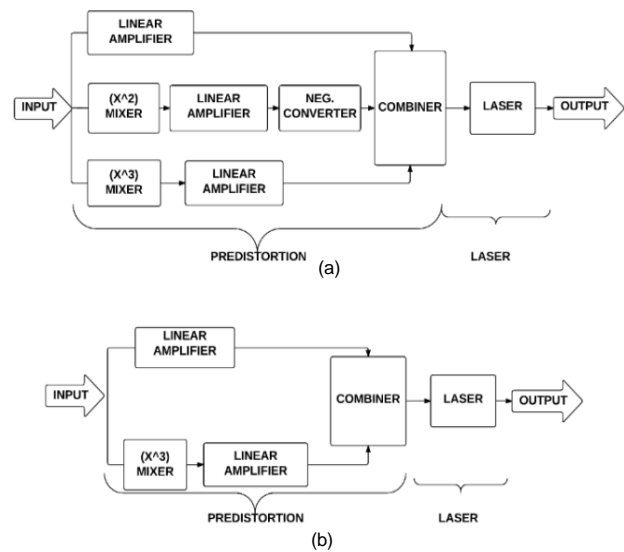 LINEAR
AMPLIFIER
INPUT
(X^2)
MIXER
LINEAR
AMPLIFIER
NEG.
CONVERTER
COMBINER
LASER
OUTPUT
(X^3)
MIXER
LINEAR
AMPLIFIER
PREDISTORTION
LASER
(a)
LINEAR
AMPLIFIER
INPUT
COMBINER
LASER
OUTPUT
(X^3)
MIXER
LINEAR
AMPLIFIER
PREDISTORTION
LASER
(b)